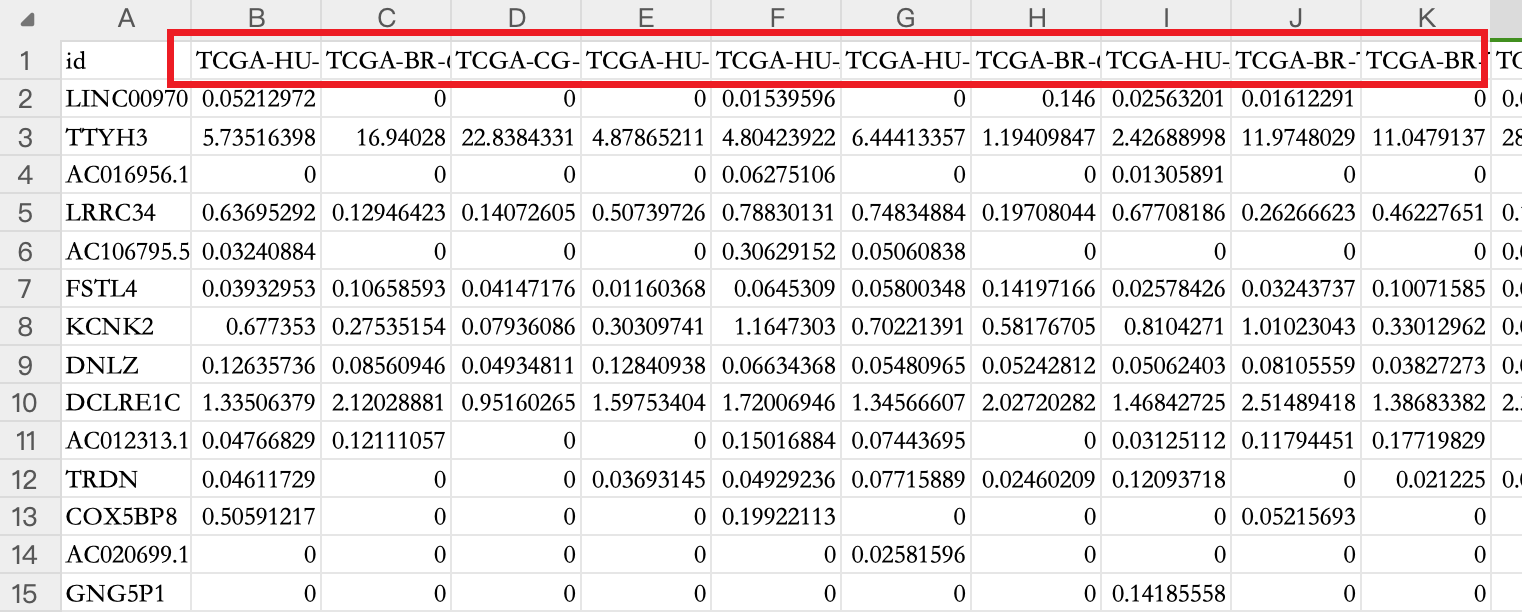 A B C D E F G H I J K
1 id TCGA-HU- TCGA-BR- TCGA-CG- TCGA-HU- TCGA-HU- TCGA-HU- TCGA-BR- TCGA-HU- TCGA-BR- TCGA-BR-
2 LINC00970 0.05212972 0 0 0 0.01539596 0 0.146 0.02563201 0.01612291 0
3 TTYH3 5.73516398 16.94028 22.8384331 4.87865211 4.80423922 6.44413357 1.19409847 2.42688998 11.9748029 11.0479137 28
4 AC016956.1 0 0 0 0 0.06275106 0 0 0.01305891 0 0
5 LRRC34 0.63695292 0.12946423 0.14072605 0.50739726 0.78830131 0.74834884 0.19708044 0.67708186 0.26266623 0.46227651 0.
6 AC106795.5 0.03240884 0 0 0 0.30629152 0.05060838 0 0 0 0 0.
7 FSTL4 0.03932953 0.10658593 0.04147176 0.01160368 0.0645309 0.05800348 0.14197166 0.02578426 0.03243737 0.10071585 0.
8 KCNK2 0.677353 0.27535154 0.07936086 0.30309741 1.1647303 0.70221391 0.58176705 0.8104271 1.01023043 0.33012962 0.
9 DNLZ 0.12635736 0.08560946 0.04934811 0.12840938 0.06634368 0.05480965 0.05242812 0.05062403 0.08105559 0.03827273 0.
10 DCLRE1C 1.33506379 2.12028881 0.95160265 1.59753404 1.72006946 1.34566607 2.02720282 1.46842725 2.51489418 1.38683382 2.
11 AC012313.1 0.04766829 0.12111057 0 0 0.15016884 0.07443695 0 0.03125112 0.11794451 0.17719829
12 TRDN 0.04611729 0 0 0.03693145 0.04929236 0.07715889 0.02460209 0.12093718 0 0.021225 0.
13 COX5BP8 0.50591217 0 0 0 0.19922113 0 0 0 0.05215693 0
14 AC020699.1 0 0 0 0 0 0.02581596 0 0 0 0
15 GNG5P1 0 0 0 0 0 0 0 0.14185558 0 0